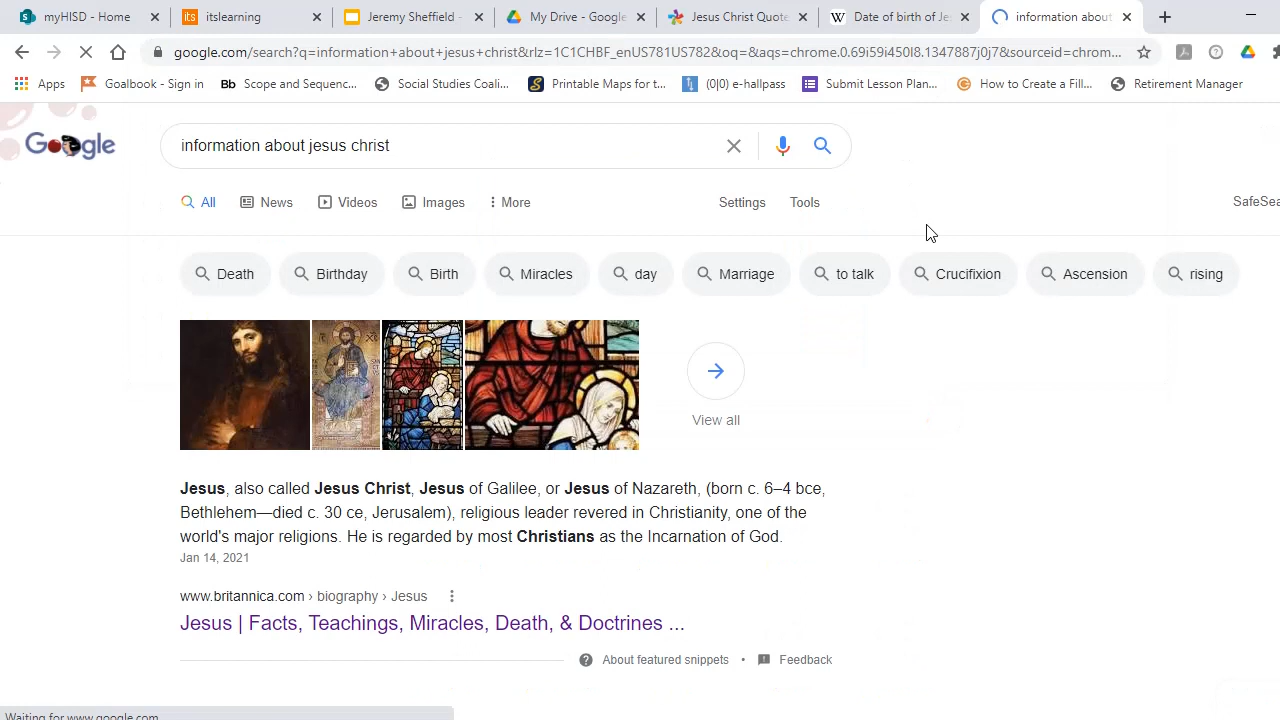 myHISD - Home
itslearning
Jeremy Sheffield -
My Drive - Google
Jesus Christ Quote
Date of birth of Je
information about
google.com/search?q=information+about+jesus+christ&rlz=1C1CHBF_enUS781US782&oq=&aqs=chrome.0.69i59i450l8.1347887j0j7&sourceid=chrom...
Apps
Goalbook - Sign in
Bb Scope and Sequenc...
Social Studies Coali...
Printable Maps for t...
(0|0) e-hallpass
Submit Lesson Plan...
How to Create a Fill...
Retirement Manager
Google
information about jesus christ
All
News
Videos
Images
More
Settings
Tools
SafeSea
Death
Birthday
Birth
Miracles
day
Marriage
to talk
Crucifixion
Ascension
rising
View all
Jesus, also called Jesus Christ, Jesus of Galilee, or Jesus of Nazareth, (born c. 6–4 bce,
Bethlehem—died c. 30 ce, Jerusalem), religious leader revered in Christianity, one of the
world's major religions. He is regarded by most Christians as the Incarnation of God.
Jan 14, 2021
www.britannica.com › biography › Jesus
Jesus | Facts, Teachings, Miracles, Death, & Doctrines ...
About featured snippets
•
Feedback
Waiting for www.google.com